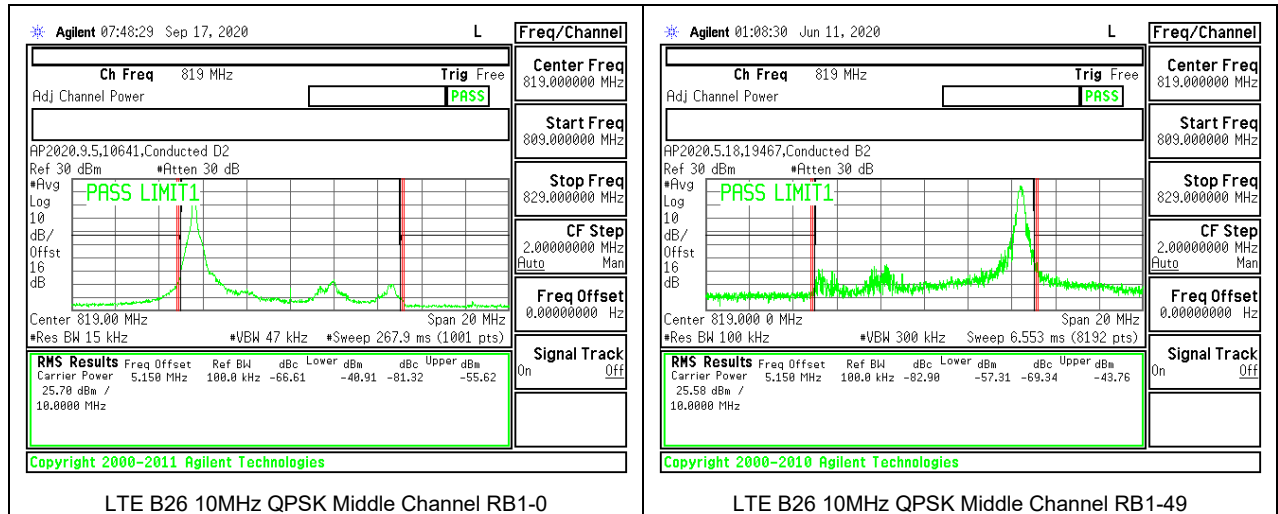 Agilent 07:48:29 Sep 17, 2020 L
Freq/Channel
Ch Freq 819 MHz Trig Free
Adj Channel Power PASS
AP2020.9.5,10641,Conducted D2
Ref 30 dBm #Atten 30 dB
#Avg
Log
10
dB/
Offst
16
dB
PASS LIMIT1
Center 819.00 MHz Span 20 MHz
#Res BW 15 kHz #VBW 47 kHz #Sweep 267.9 ms (1001 pts)
RMS Results Freq Offset Ref BW dBc Lower dBm dBc Upper dBm
Carrier Power 5.150 MHz 100.0 kHz -66.61 -40.91 -81.32 -55.62
25.70 dBm /
10.0000 MHz
Copyright 2000-2011 Agilent Technologies
Center Freq
819.000000 MHz
Start Freq
809.000000 MHz
Stop Freq
829.000000 MHz
CF Step
2.00000000 MHz
Auto Man
Freq Offset
0.00000000 Hz
Signal Track
On Off
LTE B26 10MHz QPSK Middle Channel RB1-0
Agilent 01:08:30 Jun 11, 2020 L
Freq/Channel
Ch Freq 819 MHz Trig Free
Adj Channel Power PASS
AP2020.5.18,19467,Conducted B2
Ref 30 dBm #Atten 30 dB
#Avg
Log
10
dB/
Offst
16
dB
PASS LIMIT1
Center 819.000 0 MHz Span 20 MHz
#Res BW 100 kHz #VBW 300 kHz Sweep 6.553 ms (8192 pts)
RMS Results Freq Offset Ref BW dBc Lower dBm dBc Upper dBm
Carrier Power 5.150 MHz 100.0 kHz -82.90 -57.31 -69.34 -43.76
25.58 dBm /
10.0000 MHz
Copyright 2000-2010 Agilent Technologies
Center Freq
819.000000 MHz
Start Freq
809.000000 MHz
Stop Freq
829.000000 MHz
CF Step
2.00000000 MHz
Auto Man
Freq Offset
0.00000000 Hz
Signal Track
On Off
LTE B26 10MHz QPSK Middle Channel RB1-49